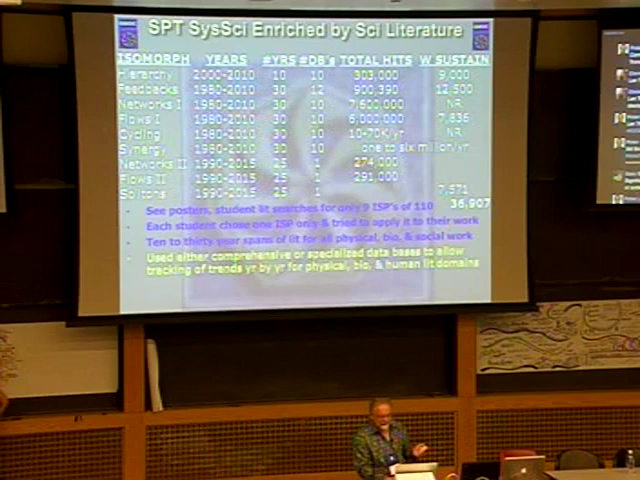 SPT SysSci Enriched by Sci Literature
ISOMORPH YEARS #YRS #DB's TOTAL HITS W SUSTAIN
Hierarchy 2000-2010 10 10 303,000 9,000
Feedbacks 1980-2010 30 12 900,390 12,500
Networks I 1980-2010 30 10 7,600,000 NR
Flows I 1980-2010 30 10 6,000,000 7,836
Cycling 1980-2010 30 10 10-70K/yr NR
Synergy 1980-2010 30 10 one to six million/yr
Networks II 1990-2015 25 1 274,000
Flows II 1990-2015 25 1 291,000
Solitons 1990-2015 25 1 7,571
36,907
- See posters, student lit searches for only 9 ISP's of 110
- Each student chose one ISP only & tried to apply it to their work
- Ten to thirty year spans of lit for all physical, bio, & social work
- Used either comprehensive or specialized data bases to allow
tracking of trends yr by yr for physical, bio, & human lit domains